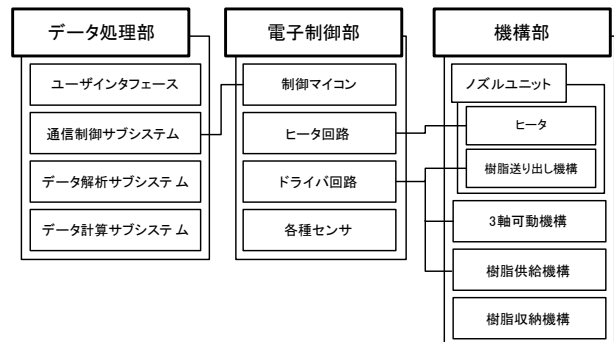 データ処理部
ユーザインタフェース
通信制御サブシステム
データ解析サブシステム
データ計算サブシステム
電子制御部
制御マイコン
ヒータ回路
ドライバ回路
各種センサ
機構部
ノズルユニット
ヒータ
樹脂送り出し機構
3軸可動機構
樹脂供給機構
樹脂収納機構